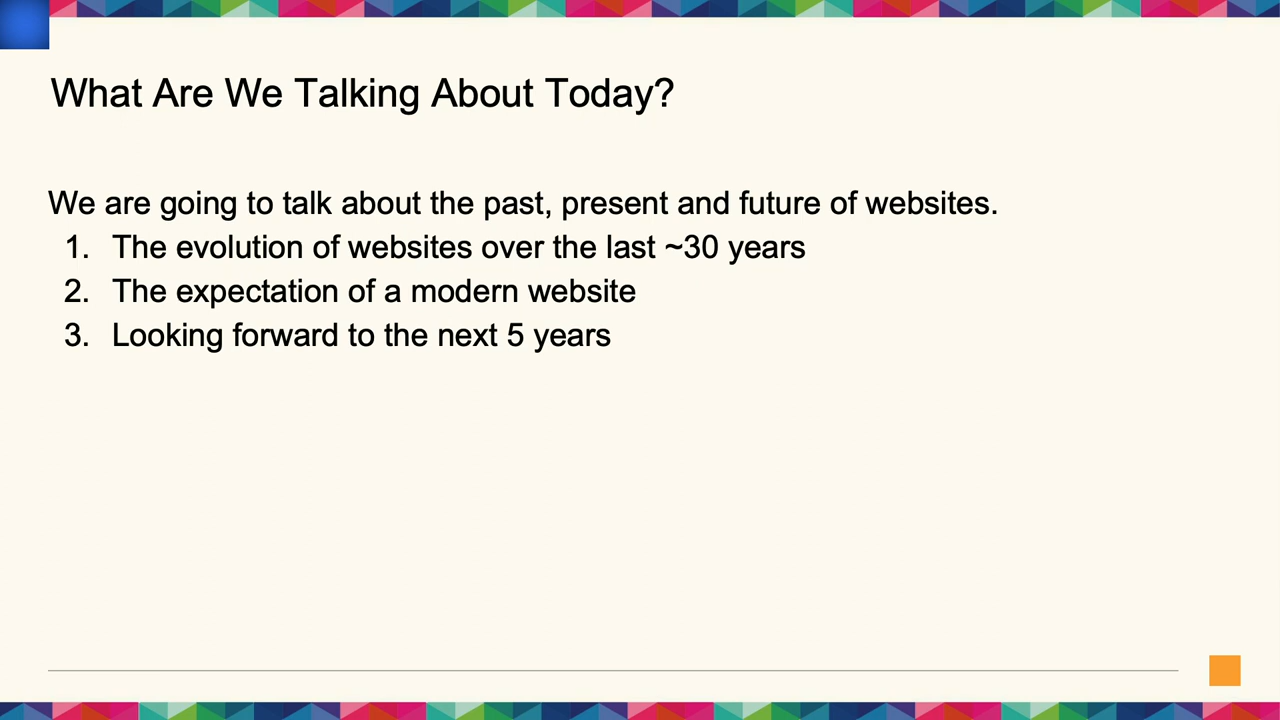 What Are We Talking About Today?
We are going to talk about the past, present and future of websites.
1. The evolution of websites over the last ~30 years
2. The expectation of a modern website
3. Looking forward to the next 5 years